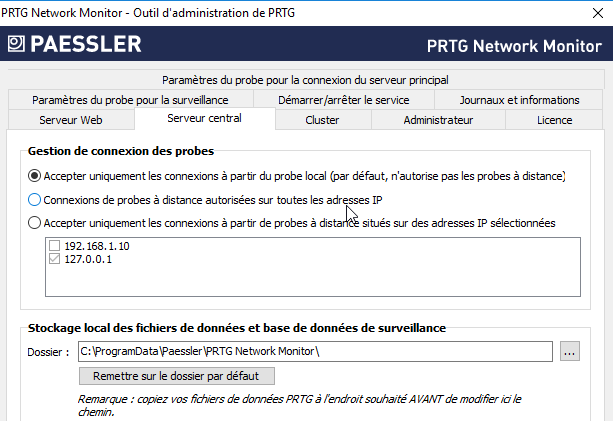 PRTG Network Monitor - Outil d'administration de PRTG
PAESSLER
PRTG Network Monitor
Paramètres du probe pour la connexion du serveur principal
Paramètres du probe pour la surveillance
Démarrer/arrêter le service
Journaux et informations
Serveur Web
Serveur central
Cluster
Administrateur
Licence
Gestion de connexion des probes
Accepter uniquement les connexions à partir du probe local (par défaut, n'autorise pas les probes à distance)
Connexions de probes à distance autorisées sur toutes les adresses IP
Accepter uniquement les connexions à partir de probes à distance situés sur des adresses IP sélectionnées
192.168.1.10
127.0.0.1
Stockage local des fichiers de données et base de données de surveillance
Dossier :
C:\ProgramData\Paessler\PRTG Network Monitor\
...
Remettre sur le dossier par défaut
Remarque : copiez vos fichiers de données PRTG à l'endroit souhaité AVANT de modifier ici le
chemin.